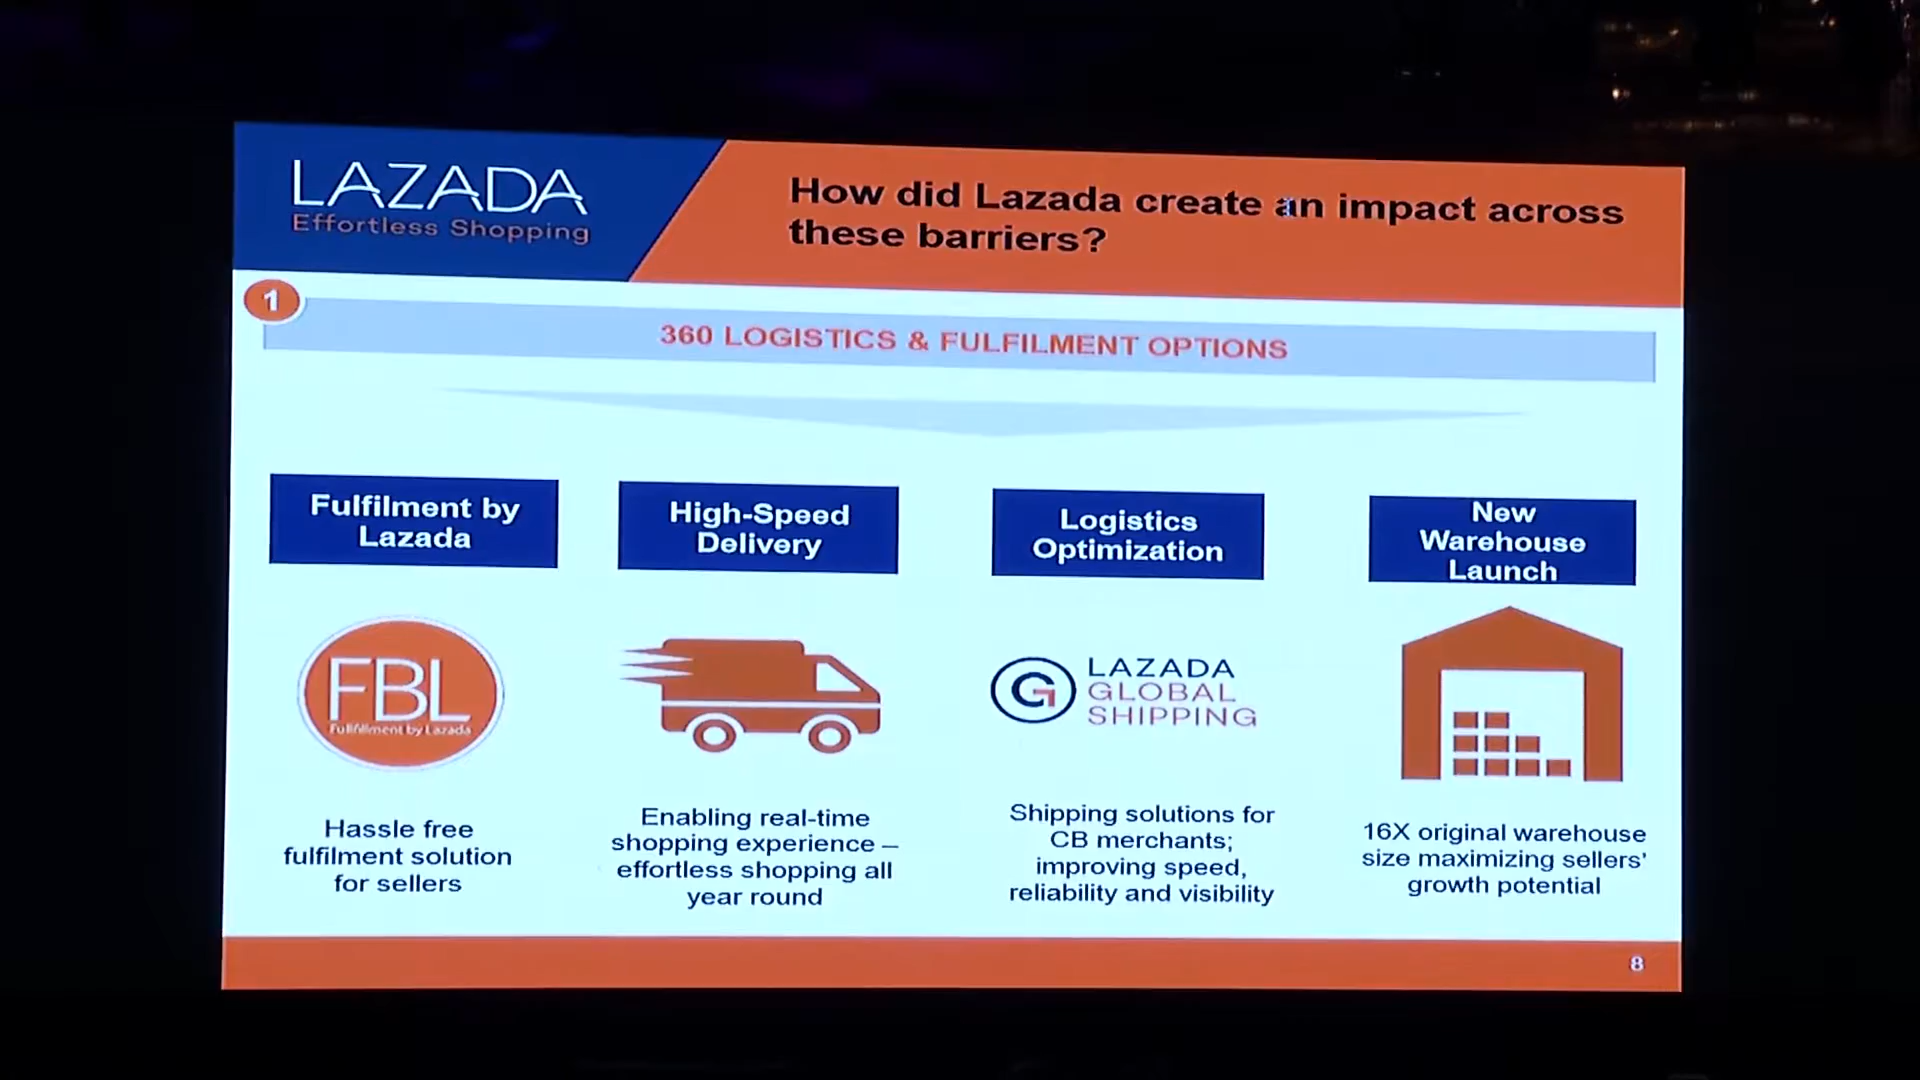 LAZADA
Effortless Shopping
How did Lazada create an impact across
these barriers?
1
360 LOGISTICS & FULFILMENT OPTIONS
Fulfilment by
Lazada
High-Speed
Delivery
Logistics
Optimization
New
Warehouse
Launch
FBL
Fulfillment by Lazada
G
LAZADA
GLOBAL
SHIPPING
Hassle free
fulfilment solution
for sellers
Enabling real-time
shopping experience –
effortless shopping all
year round
Shipping solutions for
CB merchants;
improving speed,
reliability and visibility
16X original warehouse
size maximizing sellers'
growth potential
8